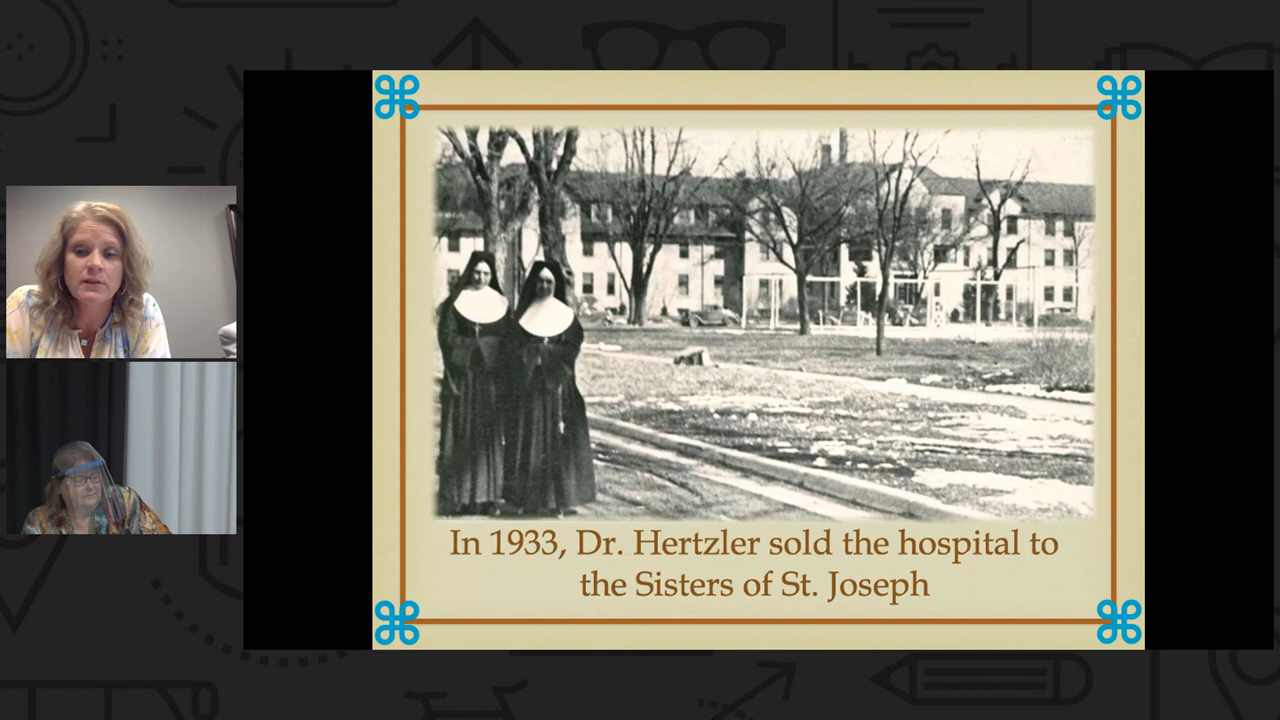 In 1933, Dr. Hertzler sold the hospital to
the Sisters of St. Joseph